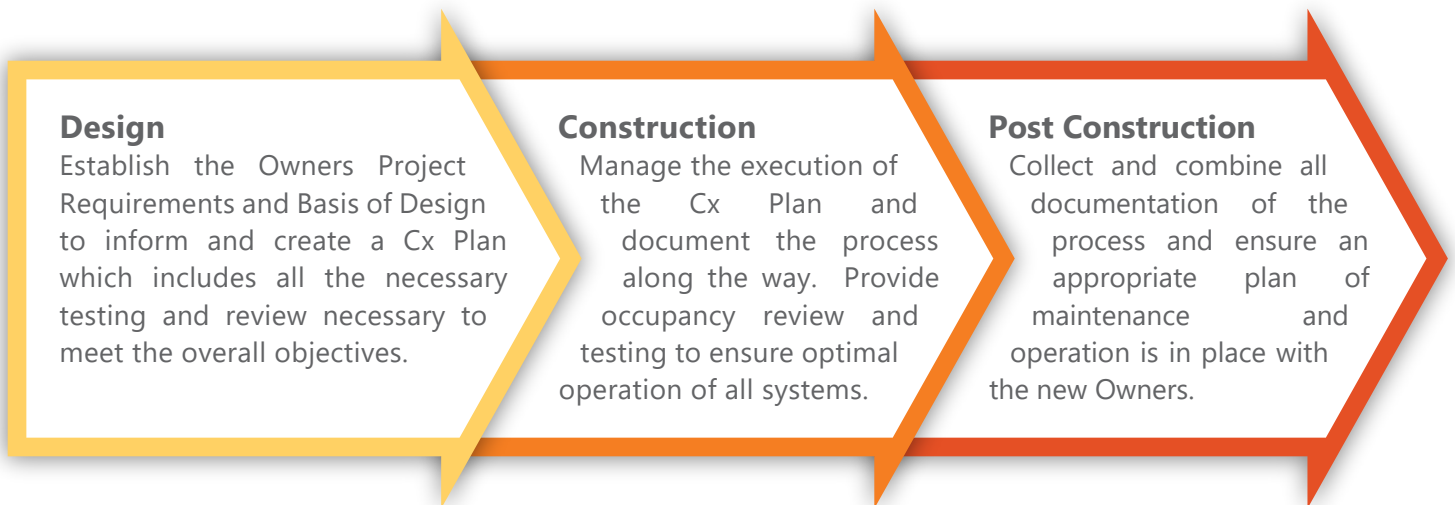 Design
Establish the Owners Project
Requirements and Basis of Design
to inform and create a Cx Plan
which includes all the necessary
testing and review necessary to
meet the overall objectives.
Construction
Manage the execution of
the Cx Plan and
document the process
along the way. Provide
occupancy review and
testing to ensure optimal
operation of all systems.
Post Construction
Collect and combine all
documentation of the
process and ensure an
appropriate plan of
maintenance and
operation is in place with
the new Owners.